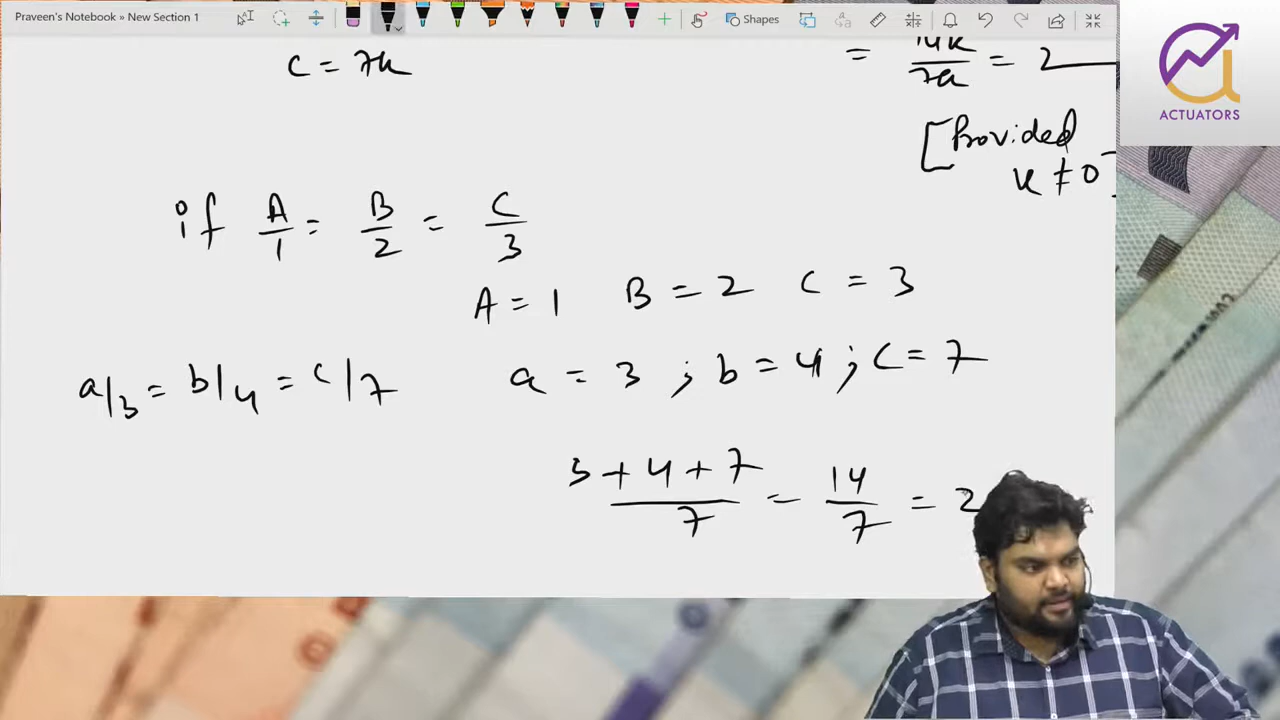 Praveen's Notebook » New Section 1
Shapes
ACTUATORS
C = 7k
= 14k/7k = 2
[Provided
k ≠ 0]
if A/1 = B/2 = C/3
A = 1 B = 2 C = 3
a/3 = b/4 = c/7 a = 3 ; b = 4 ; c = 7
3 + 4 + 7 / 7 = 14/7 = 2